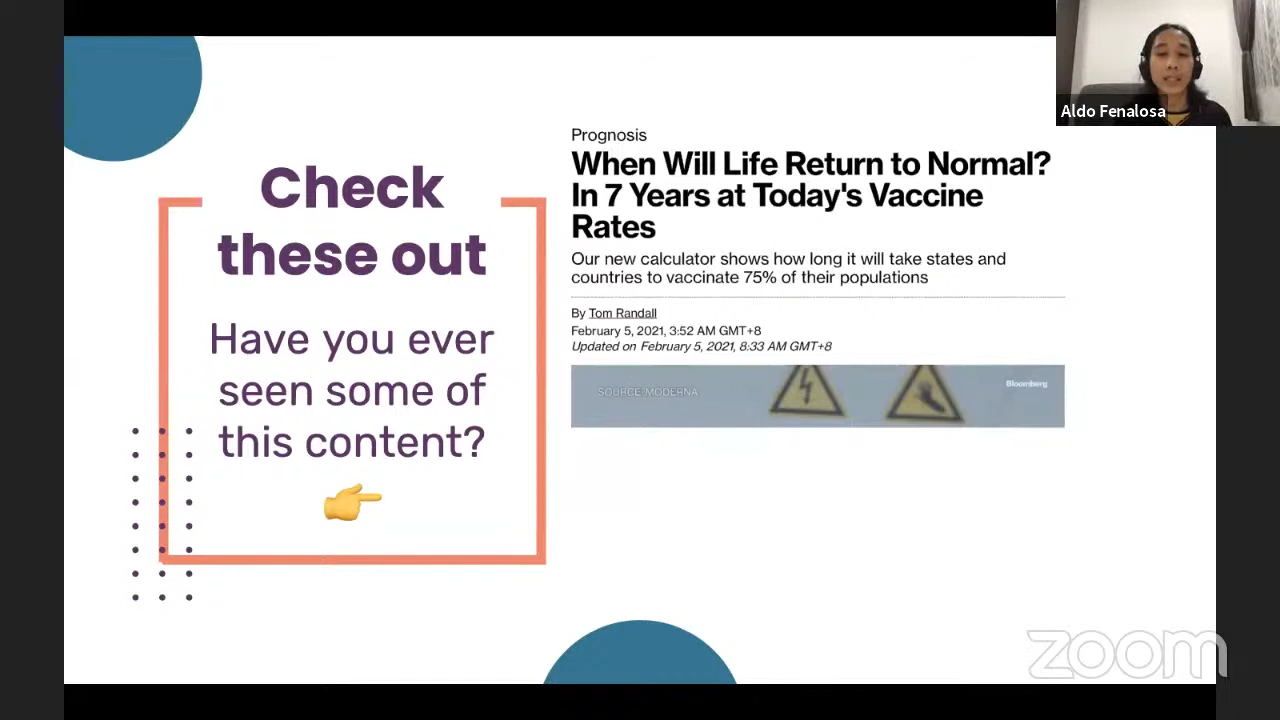 Aldo Fenalosa
Check
these out
Have you ever
seen some of
this content?
Prognosis
When Will Life Return to Normal?
In 7 Years at Today's Vaccine
Rates
Our new calculator shows how long it will take states and
countries to vaccinate 75% of their populations
By Tom Randall
February 5, 2021, 3:52 AM GMT+8
Updated on February 5, 2021, 8:33 AM GMT+8
SOURCE: MODERNA
Bloomberg
zoom